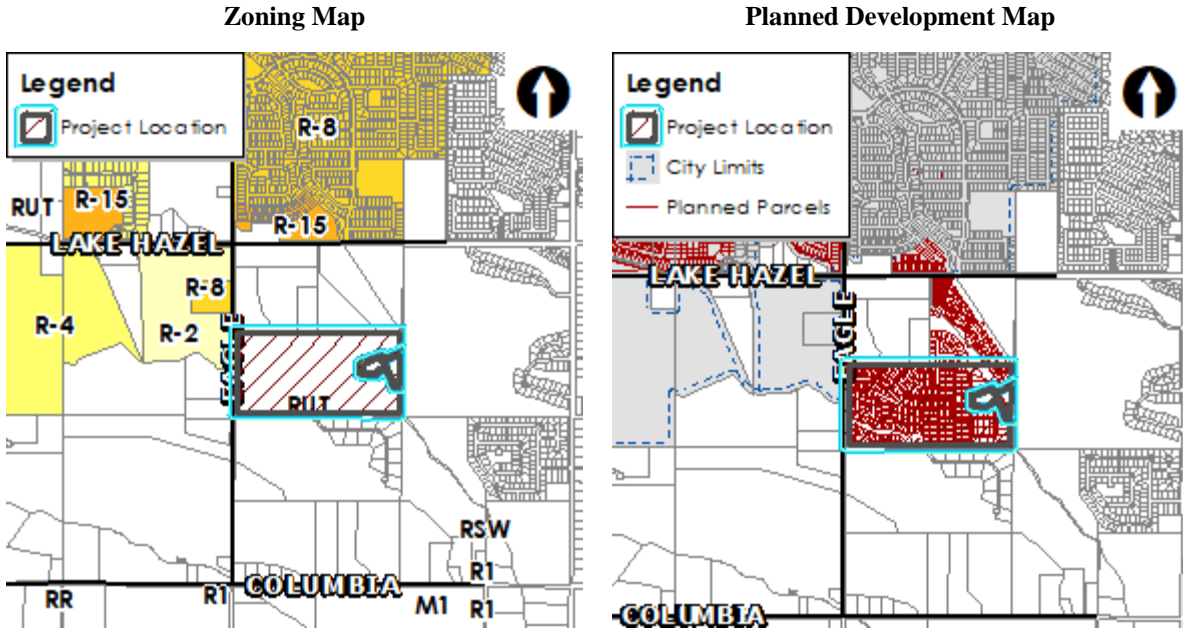 Zoning Map
Legend
Project Location
R-8
RUT
R-15
R-15
LAKE HAZEL
R-8
R-4
R-2
EAGLE
RUT
RSW
R1
COLUMBIA
RR
R1
M1
R1
Planned Development Map
Legend
Project Location
City Limits
Planned Parcels
LAKE HAZEL
EAGLE
COLUMBIA